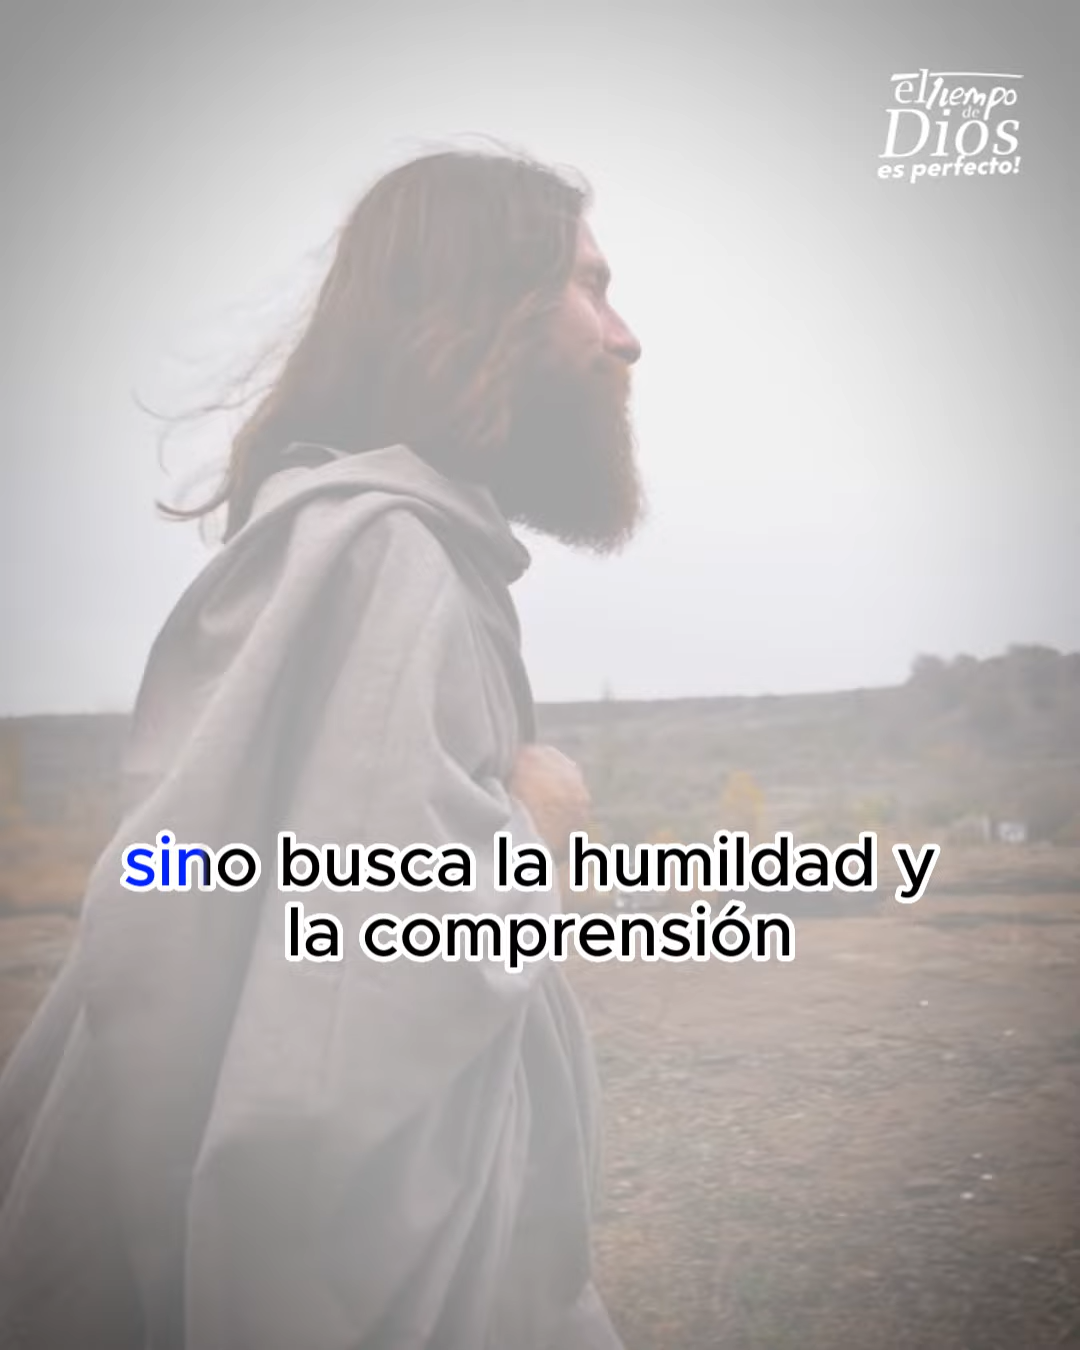 el tiempo
de
Dios
es perfecto!
sino busca la humildad y
la comprensión